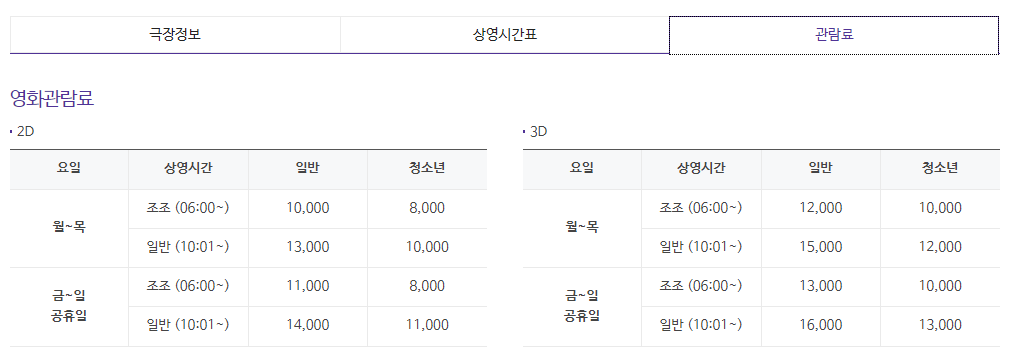 극장정보 상영시간표 관람료
영화관람료
2D
요일 상영시간 일반 청소년
월~목 조조 (06:00~) 10,000 8,000
일반 (10:01~) 13,000 10,000
금~일 공휴일 조조 (06:00~) 11,000 8,000
일반 (10:01~) 14,000 11,000
3D
요일 상영시간 일반 청소년
월~목 조조 (06:00~) 12,000 10,000
일반 (10:01~) 15,000 12,000
금~일 공휴일 조조 (06:00~) 13,000 10,000
일반 (10:01~) 16,000 13,000